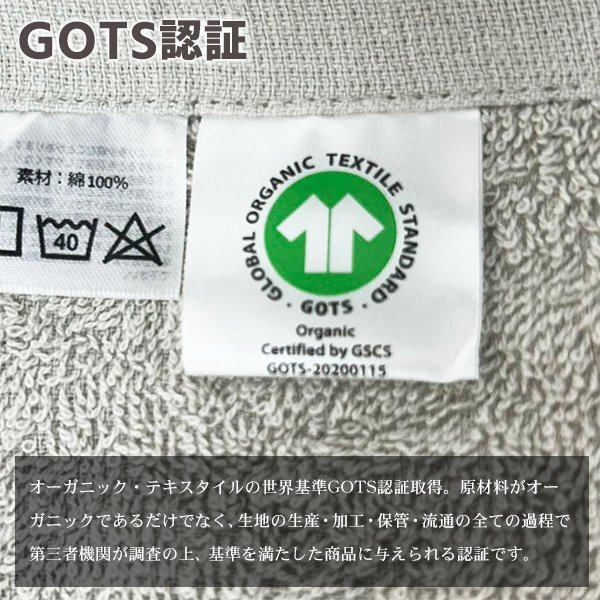 GOTS認証
素材：綿100%
40
GLOBAL ORGANIC TEXTILE STANDARD
・GOTS・
Organic
Certified by GSCS
GOTS-20200115
オーガニック・テキスタイルの世界基準GOTS認証取得。原材料がオー
ガニックであるだけでなく、生地の生産・加工・保管・流通の全ての過程で
第三者機関が調査の上、基準を満たした商品に与えられる認証です。